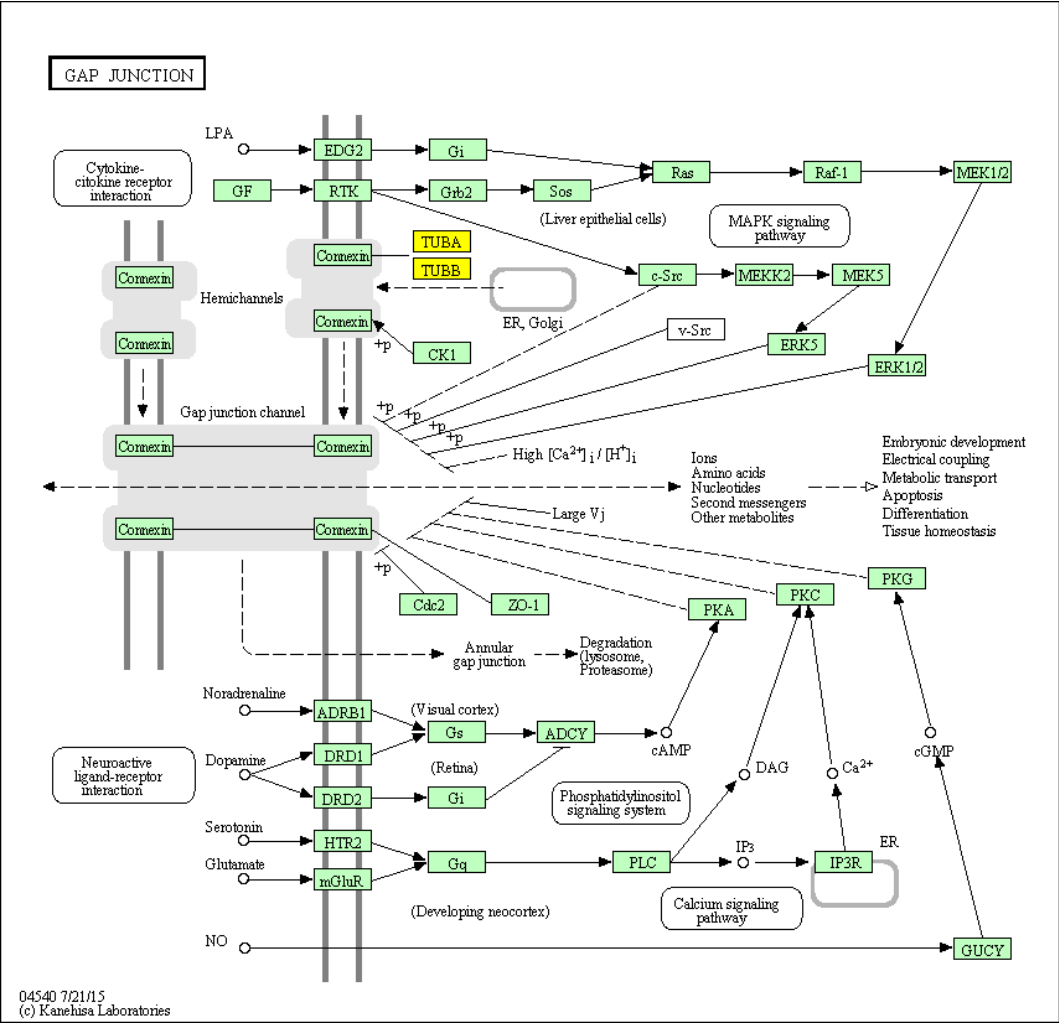 GAP JUNCTION
LPA
EDG2
Gi
Ras
Raf-1
MEK1/2
Cytokine-
citokine receptor
interaction
GF
RTK
Grb2
Sos
(Liver epithelial cells)
MAPK signaling
pathway
Connexin
TUBA
TUBB
Connexin
Hemichannels
c-Src
MEKK2
MEK5
ER, Golgi
Connexin
Connexin
+p
CK1
v-Src
ERK5
ERK1/2
Gap junction channel
+p
+p
+p
+p
Connexin
Connexin
High [Ca2+] i / [H+] i
Ions
Amino acids
Nucleotides
Second messengers
Other metabolites
Embryonic development
Electrical coupling
Metabolic transport
Apoptosis
Differentiation
Tissue homeostasis
Large Vj
Connexin
Connexin
+p
Cdc2
ZO-1
PKA
PKC
PKG
Annular
gap junction
Degradation
(lysosome,
Proteasome)
Noradrenaline
ADRB1
(Visual cortex)
Gs
ADCY
cAMP
cGMP
Neuroactive
ligand-receptor
interaction
Dopamine
DRD1
(Retina)
DRD2
Gi
DAG
Ca2+
Phosphatidylinositol
signaling system
Serotonin
HTR2
Glutamate
mGluR
Gq
PLC
IP3
IP3R
ER
(Developing neocortex)
Calcium signaling
pathway
NO
GUCY
04540 7/21/15
(c) Kanehisa Laboratories